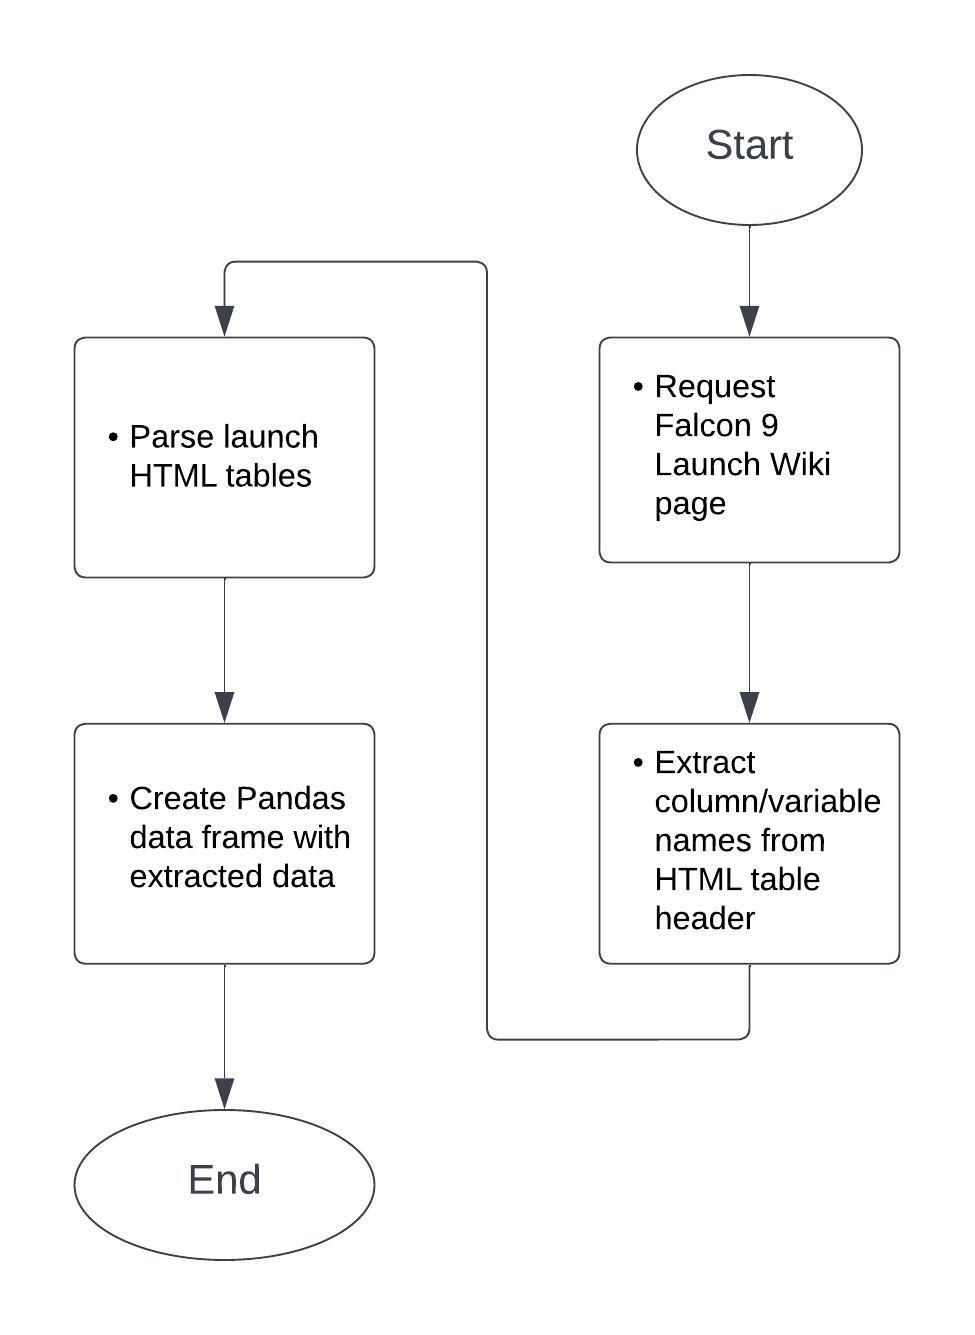 Start
• Request
Falcon 9
Launch Wiki
page
• Extract
column/variable
names from
HTML table
header
• Parse launch
HTML tables
• Create Pandas
data frame with
extracted data
End